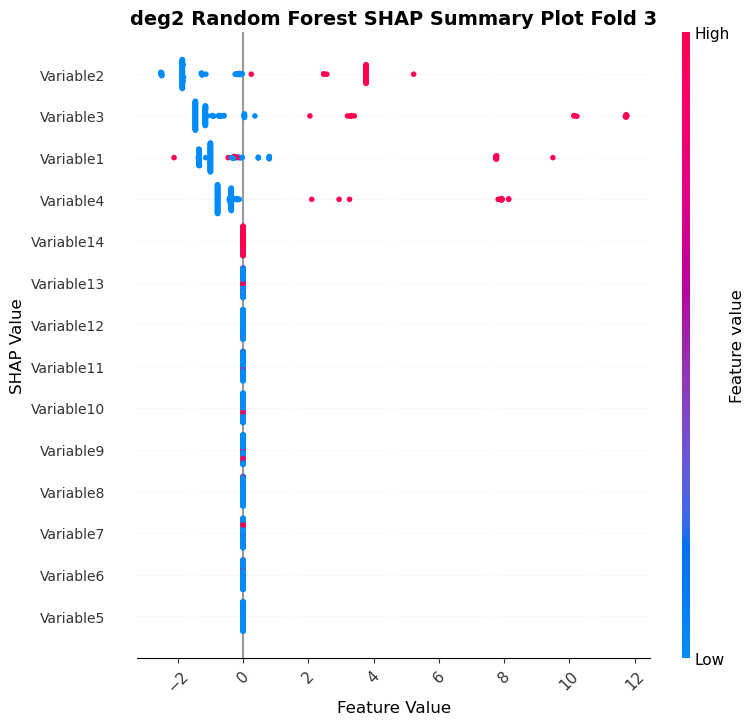 deg2 Random Forest SHAP Summary Plot Fold 3
High
Variable2
Variable3
Variable1
Variable4
Variable14
Variable13
Variable12
Variable11
Variable10
Variable9
Variable8
Variable7
Variable6
Variable5
SHAP Value
Feature value
Low
−2 0 2 4 6 8 10 12
Feature Value